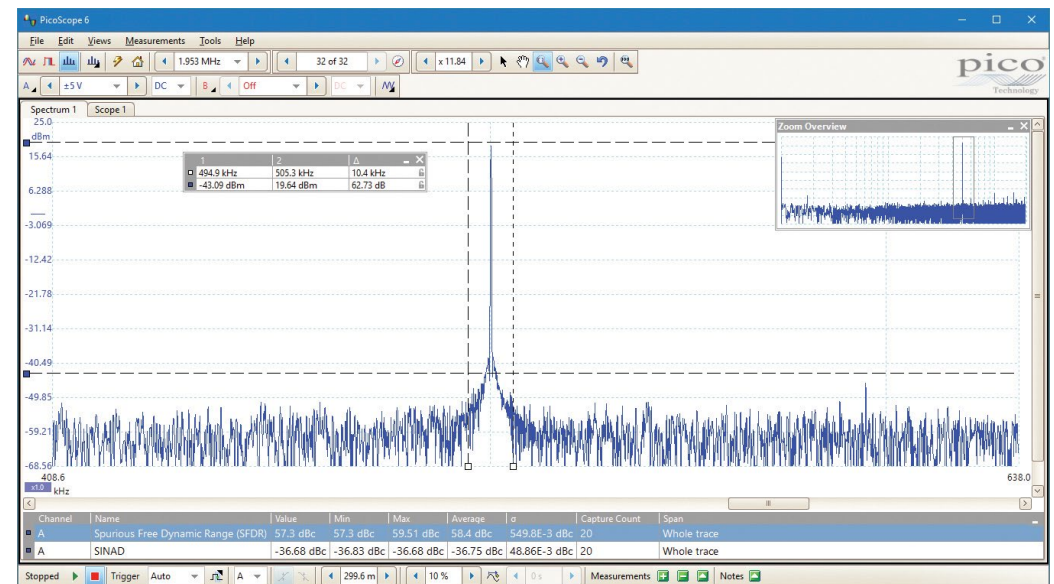 PicoScope 6
File Edit Views Measurements Tools Help
1.953 MHz 32 of 32 x 11.84
pico
Technology
A ±5 V DC B Off DC
Spectrum 1 Scope 1
25.0
dBm
15.64
6.288
-3.069
-12.42
-21.78
-31.14
-40.49
-49.85
-59.21
-68.56
1 2 Δ
494.9 kHz 505.3 kHz 10.4 kHz
-43.09 dBm 19.64 dBm 62.73 dB
Zoom Overview
408.6 638.0
x1.0 kHz
Channel Name Value Min Max Average σ Capture Count Span
A Spurious Free Dynamic Range (SFDR) 57.3 dBc 57.3 dBc 59.51 dBc 58.4 dBc 549.8E-3 dBc 20 Whole trace
A SINAD -36.68 dBc -36.83 dBc -36.68 dBc -36.75 dBc 48.86E-3 dBc 20 Whole trace
Stopped Trigger Auto A 299.6 m 10 % 0 s Measurements Notes